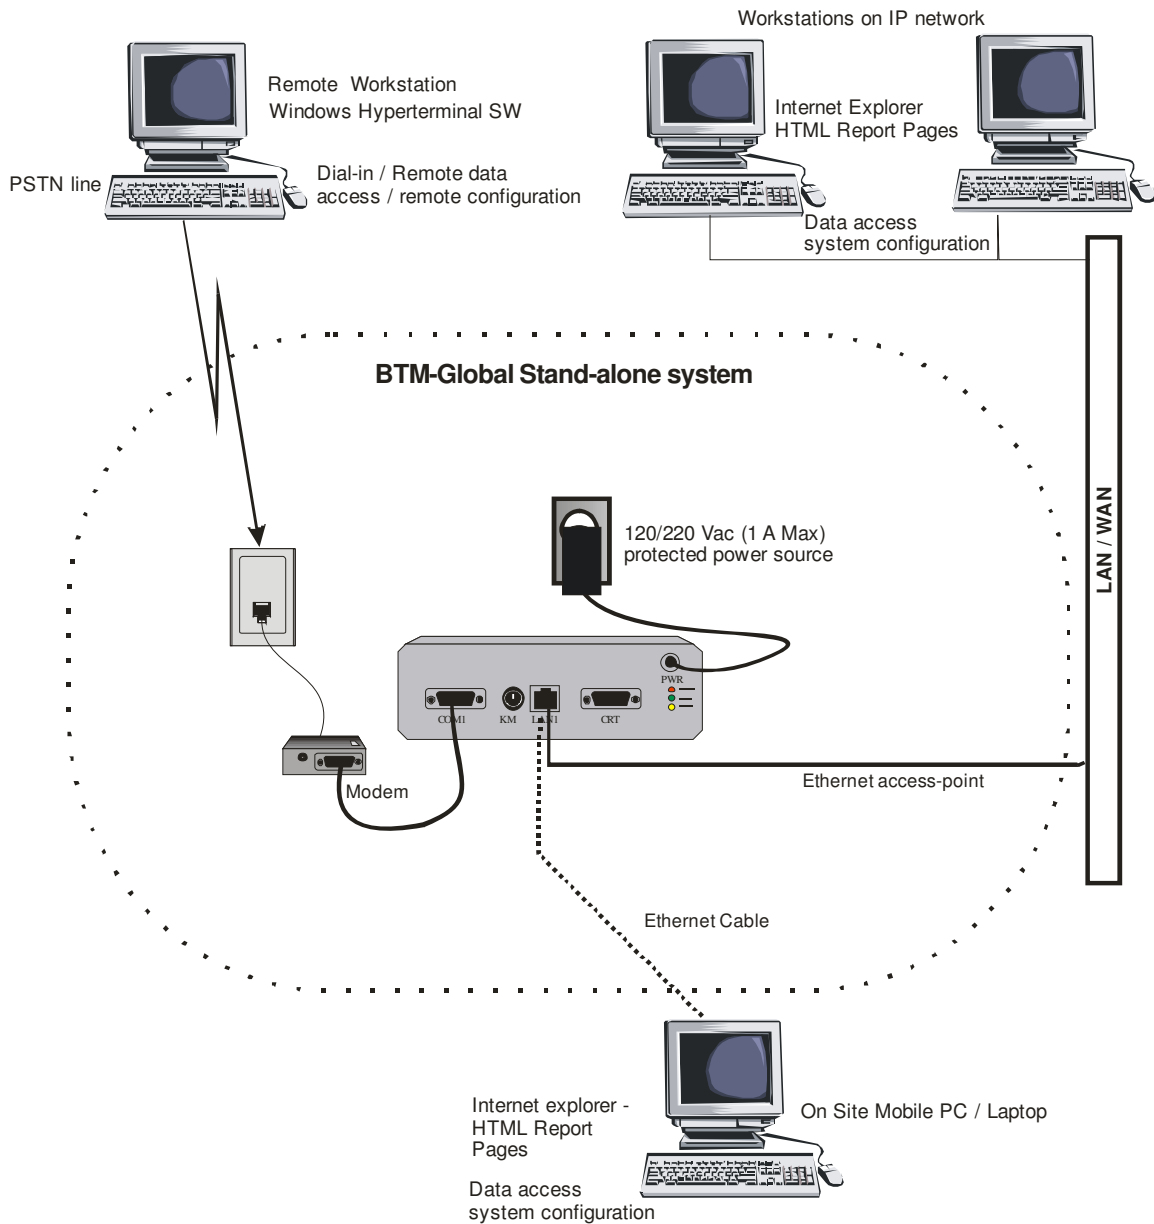 Workstations on IP network
Remote Workstation
Windows Hyperterminal SW
Internet Explorer
HTML Report Pages
PSTN line
Dial-in / Remote data
access / remote configuration
Data access
system configuration
BTM-Global Stand-alone system
LAN / WAN
120/220 Vac (1 A Max)
protected power source
PWR
COM1
KM
LAN1
CRT
Modem
Ethernet access-point
Ethernet Cable
Internet explorer -
HTML Report
Pages
On Site Mobile PC / Laptop
Data access
system configuration